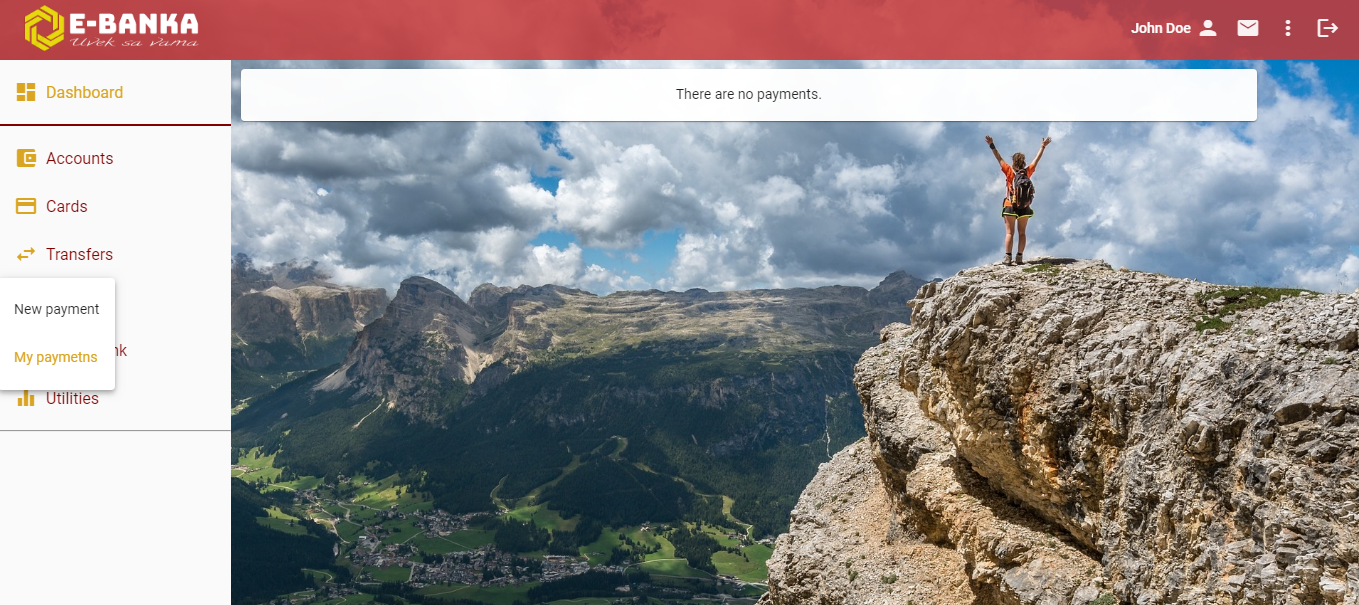 E-BANKA
Uvek sa vama
John Doe
Dashboard
There are no payments.
Accounts
Cards
Transfers
New payment
My paymetns
nk
Utilities